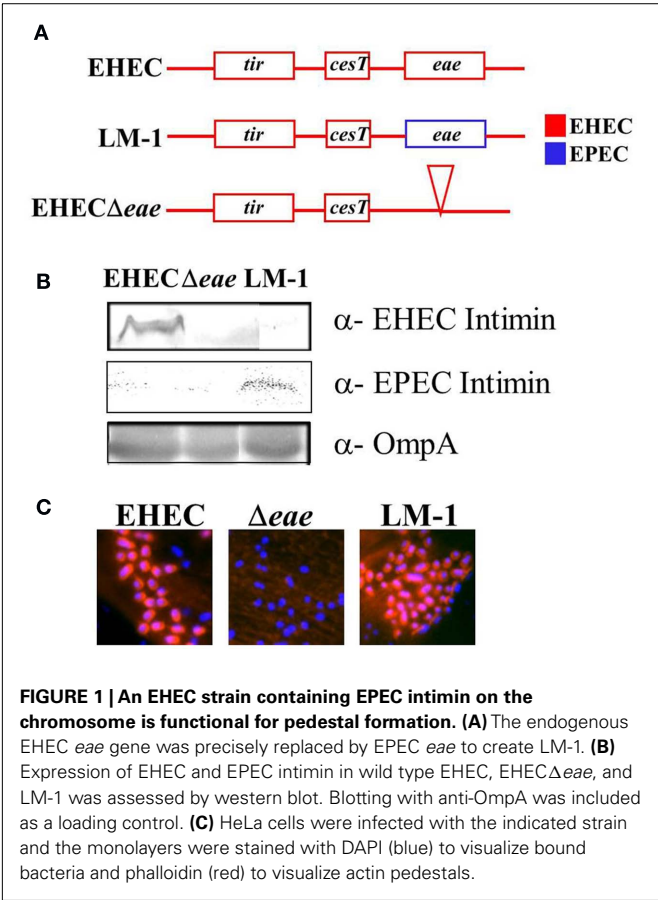 A
EHEC tir cesT eae
LM-1 tir cesT eae
EHEC
EPEC
EHECΔeae tir cesT
B
EHEC Δeae LM-1
α- EHEC Intimin
α- EPEC Intimin
α- OmpA
C
EHEC Δeae LM-1
FIGURE 1 | An EHEC strain containing EPEC intimin on the
chromosome is functional for pedestal formation. (A) The endogenous
EHEC eae gene was precisely replaced by EPEC eae to create LM-1. (B)
Expression of EHEC and EPEC intimin in wild type EHEC, EHECΔeae, and
LM-1 was assessed by western blot. Blotting with anti-OmpA was included
as a loading control. (C) HeLa cells were infected with the indicated strain
and the monolayers were stained with DAPI (blue) to visualize bound
bacteria and phalloidin (red) to visualize actin pedestals.